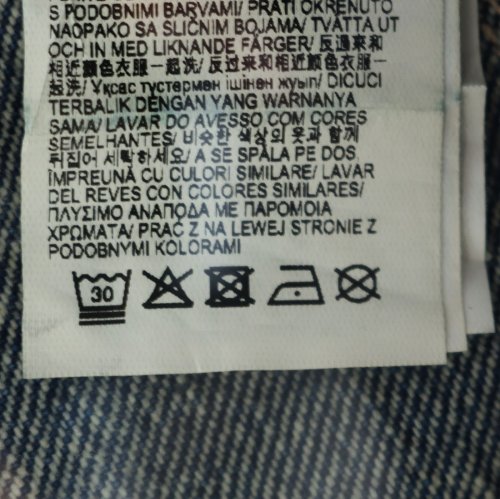 S PODOBNIMI BARVAMI/ PRATI OKRENUTO
NAOPAKO SA SLIČNIM BOJAMA/ TVÄTTA UT
OCH IN MED LIKNANDE FÄRGER/ 反過來和
相近顏色衣服一起洗/ 反过来和相近颜色衣服一
起洗/ Ұқсас түстермен ішінен жуып/ DICUCI
TERBALIK DENGAN YANG WARNANYA
SAMA/ LAVAR DO AVESSO COM CORES
SEMELHANTES/ 비슷한 색상의 옷과 함께
뒤집어 세탁하세요/ A SE SPĂLA PE DOS
ÎMPREUNĂ CU CULORI SIMILARE/ LAVAR
DEL REVÉS CON COLORES SIMILARES/
ΠΛΥΣΙΜΟ ΑΝΑΠΟΔΑ ΜΕ ΠΑΡΟΜΟΙΑ
ΧΡΩΜΑΤΑ/ PRAĆ Z NA LEWEJ STRONIE Z
PODOBNYMI KOLORAMI
30